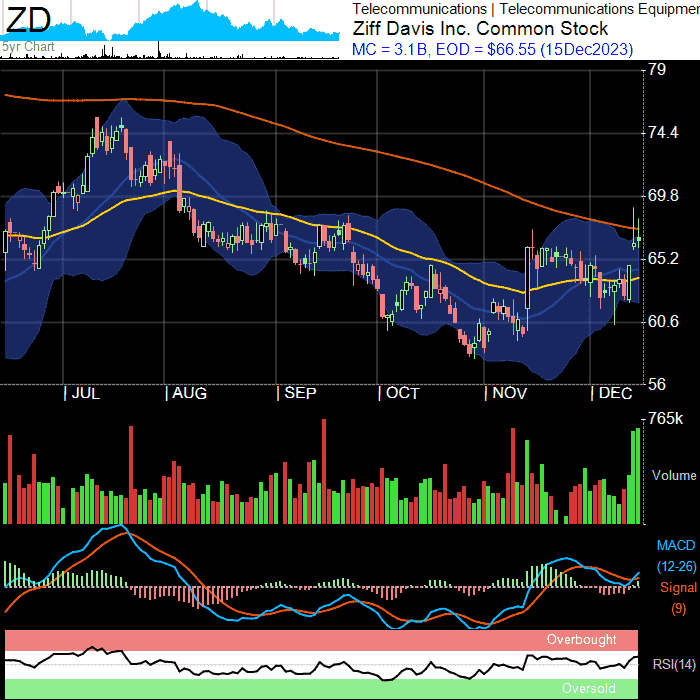 ZD
5yr Chart
Telecommunications | Telecommunications Equipmen
Ziff Davis Inc. Common Stock
MC = 3.1B, EOD = $66.55 (15Dec2023)
79
74.4
69.8
65.2
60.6
56
| JUL | AUG | SEP | OCT | NOV | DEC
765k
Volume
MACD
(12-26)
Signal
(9)
Overbought
RSI(14)
Oversold